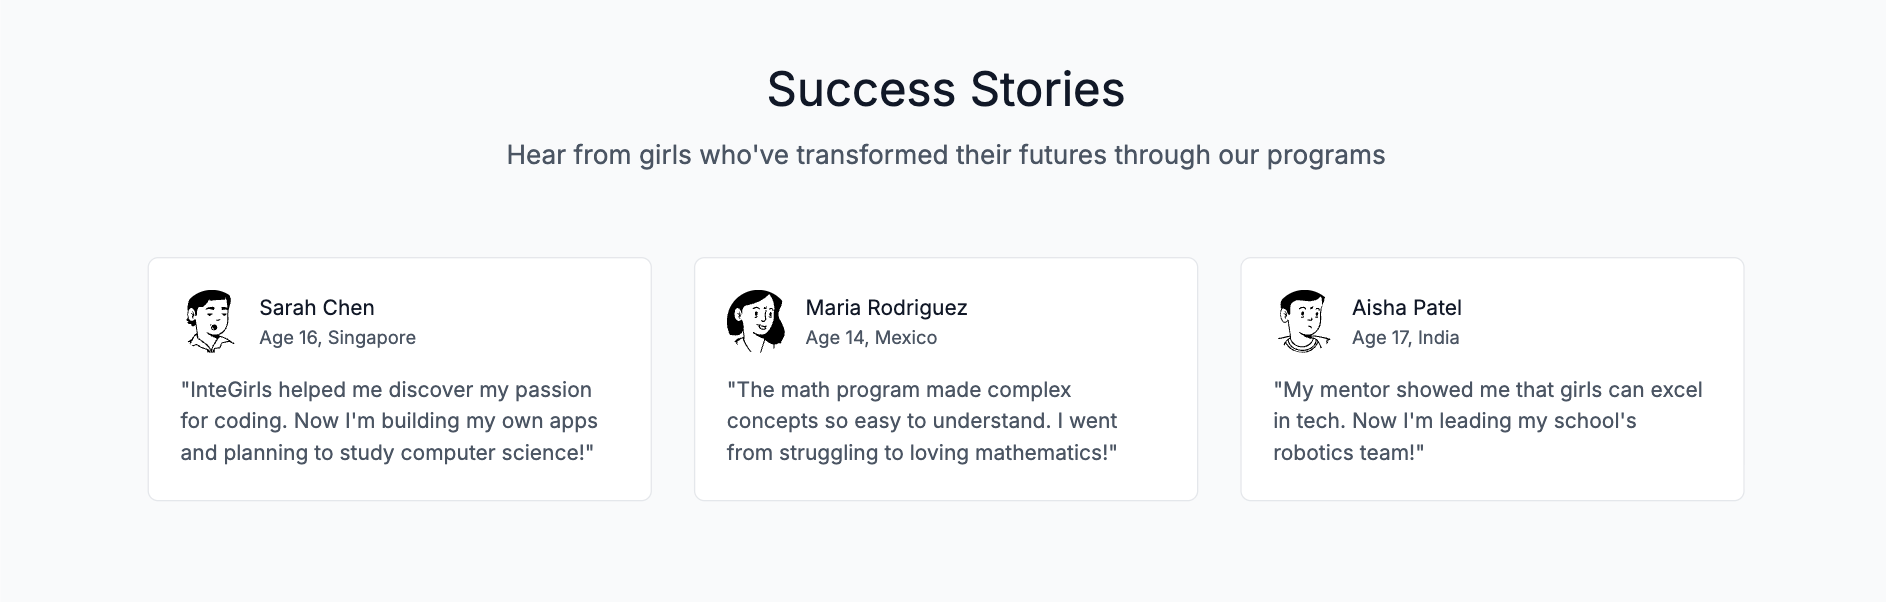 Success Stories
Hear from girls who've transformed their futures through our programs
Sarah Chen
Age 16, Singapore
"InteGirls helped me discover my passion
for coding. Now I'm building my own apps
and planning to study computer science!"
Maria Rodriguez
Age 14, Mexico
"The math program made complex
concepts so easy to understand. I went
from struggling to loving mathematics!"
Aisha Patel
Age 17, India
"My mentor showed me that girls can excel
in tech. Now I'm leading my school's
robotics team!"